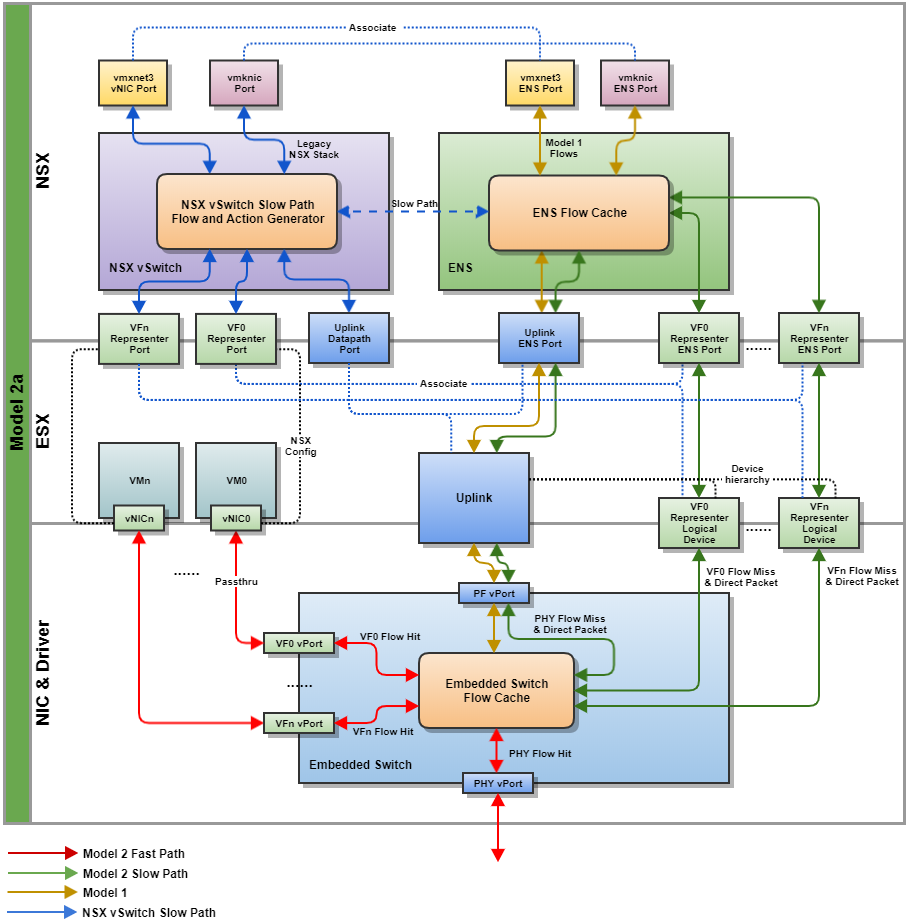 Associate
vmxnet3
vNIC Port
vmknic
Port
vmxnet3
ENS Port
vmknic
ENS Port
Legacy
NSX Stack
Model 1
Flows
NSX
NSX vSwitch Slow Path
Flow and Action Generator
Slow Path
ENS Flow Cache
NSX vSwitch
ENS
VFn
Representer
Port
VF0
Representer
Port
Uplink
Datapath
Port
Uplink
ENS Port
VF0
Representer
ENS Port
......
VFn
Representer
ENS Port
Model 2a
ESX
Associate
NSX
Config
VMn
VM0
vNICn
vNIC0
Uplink
Device
hierarchy
VF0
Representer
Logical
Device
......
VFn
Representer
Logical
Device
......
Passthru
VF0 Flow Miss
& Direct Packet
VFn Flow Miss
& Direct Packet
NIC & Driver
PF vPort
PHY Flow Miss
& Direct Packet
VF0 vPort
VF0 Flow Hit
......
Embedded Switch
Flow Cache
VFn vPort
VFn Flow Hit
PHY Flow Hit
Embedded Switch
PHY vPort
Model 2 Fast Path
Model 2 Slow Path
Model 1
NSX vSwitch Slow Path